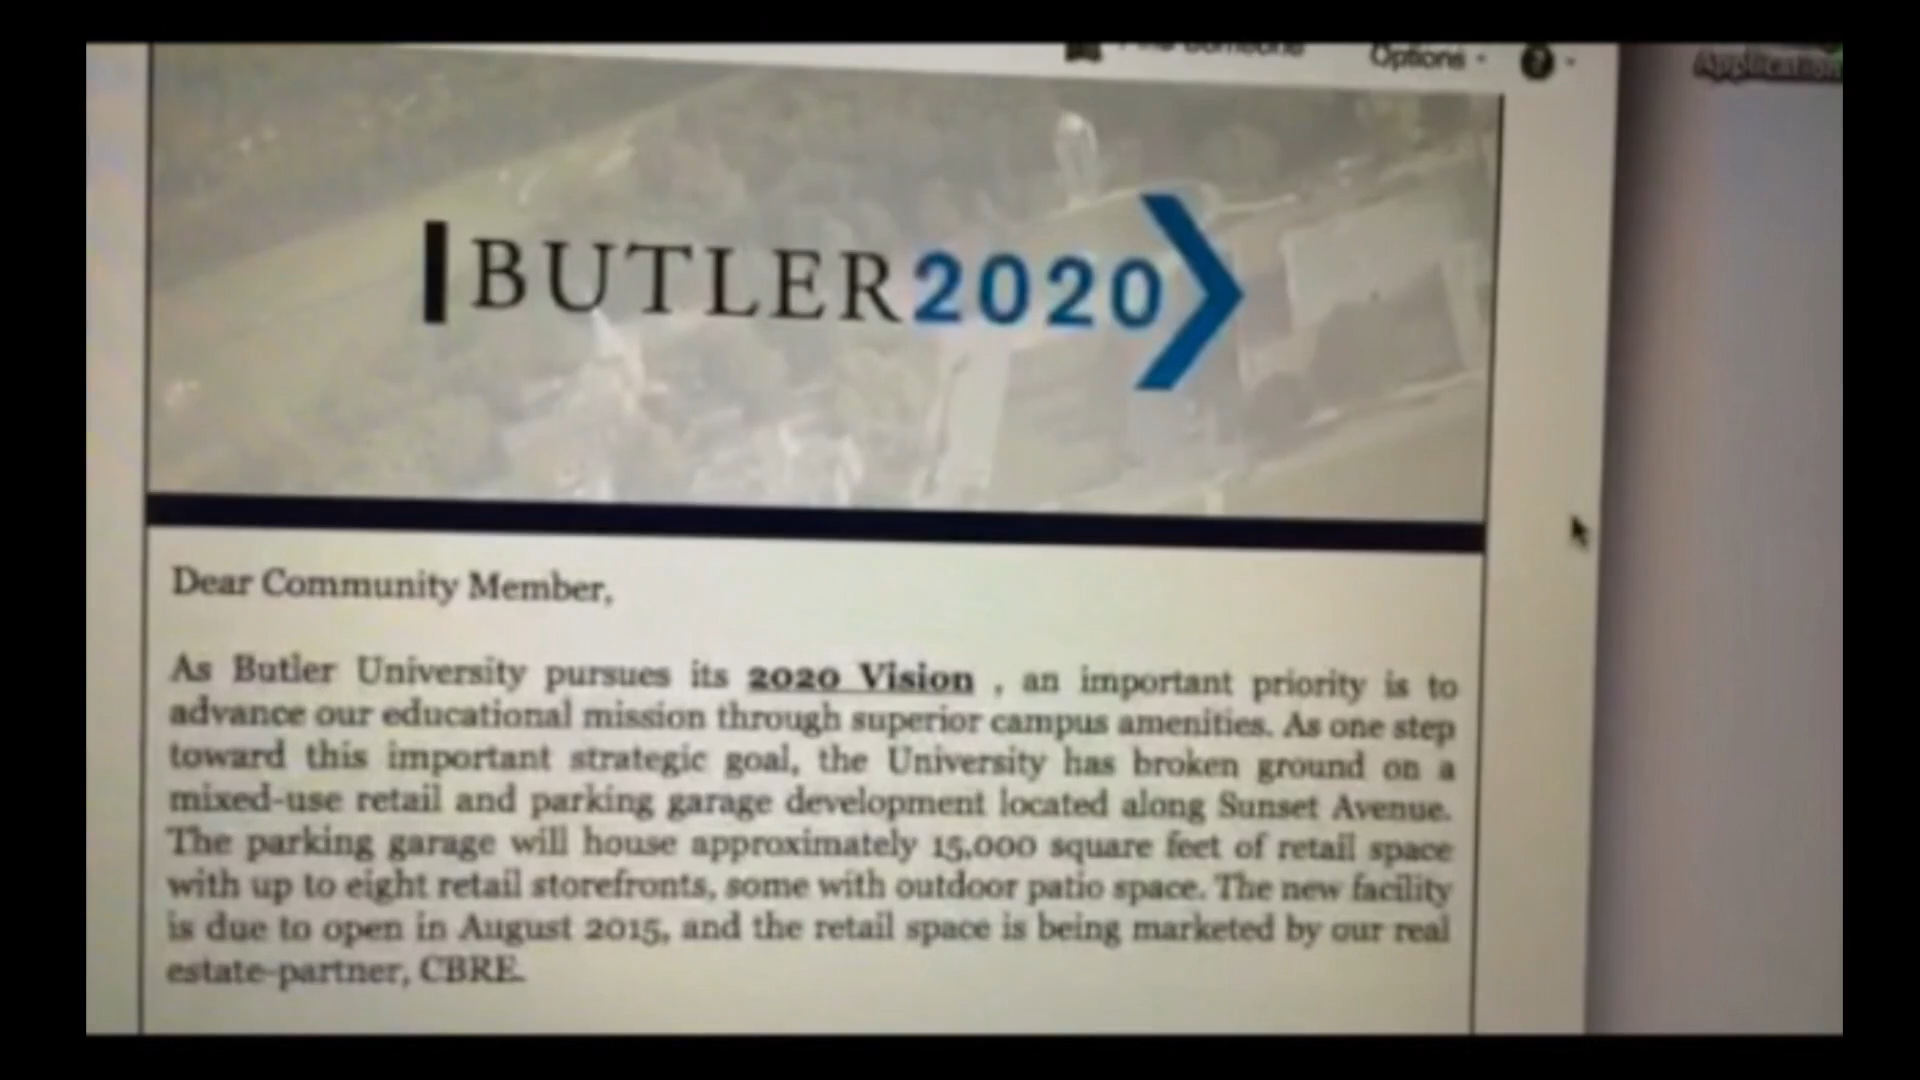 Someone
Options
Application
BUTLER2020
Dear Community Member,
As Butler University pursues its 2020 Vision , an important priority is to
advance our educational mission through superior campus amenities. As one step
toward this important strategic goal, the University has broken ground on a
mixed-use retail and parking garage development located along Sunset Avenue.
The parking garage will house approximately 15,000 square feet of retail space
with up to eight retail storefronts, some with outdoor patio space. The new facility
is due to open in August 2015, and the retail space is being marketed by our real
estate-partner, CBRE.